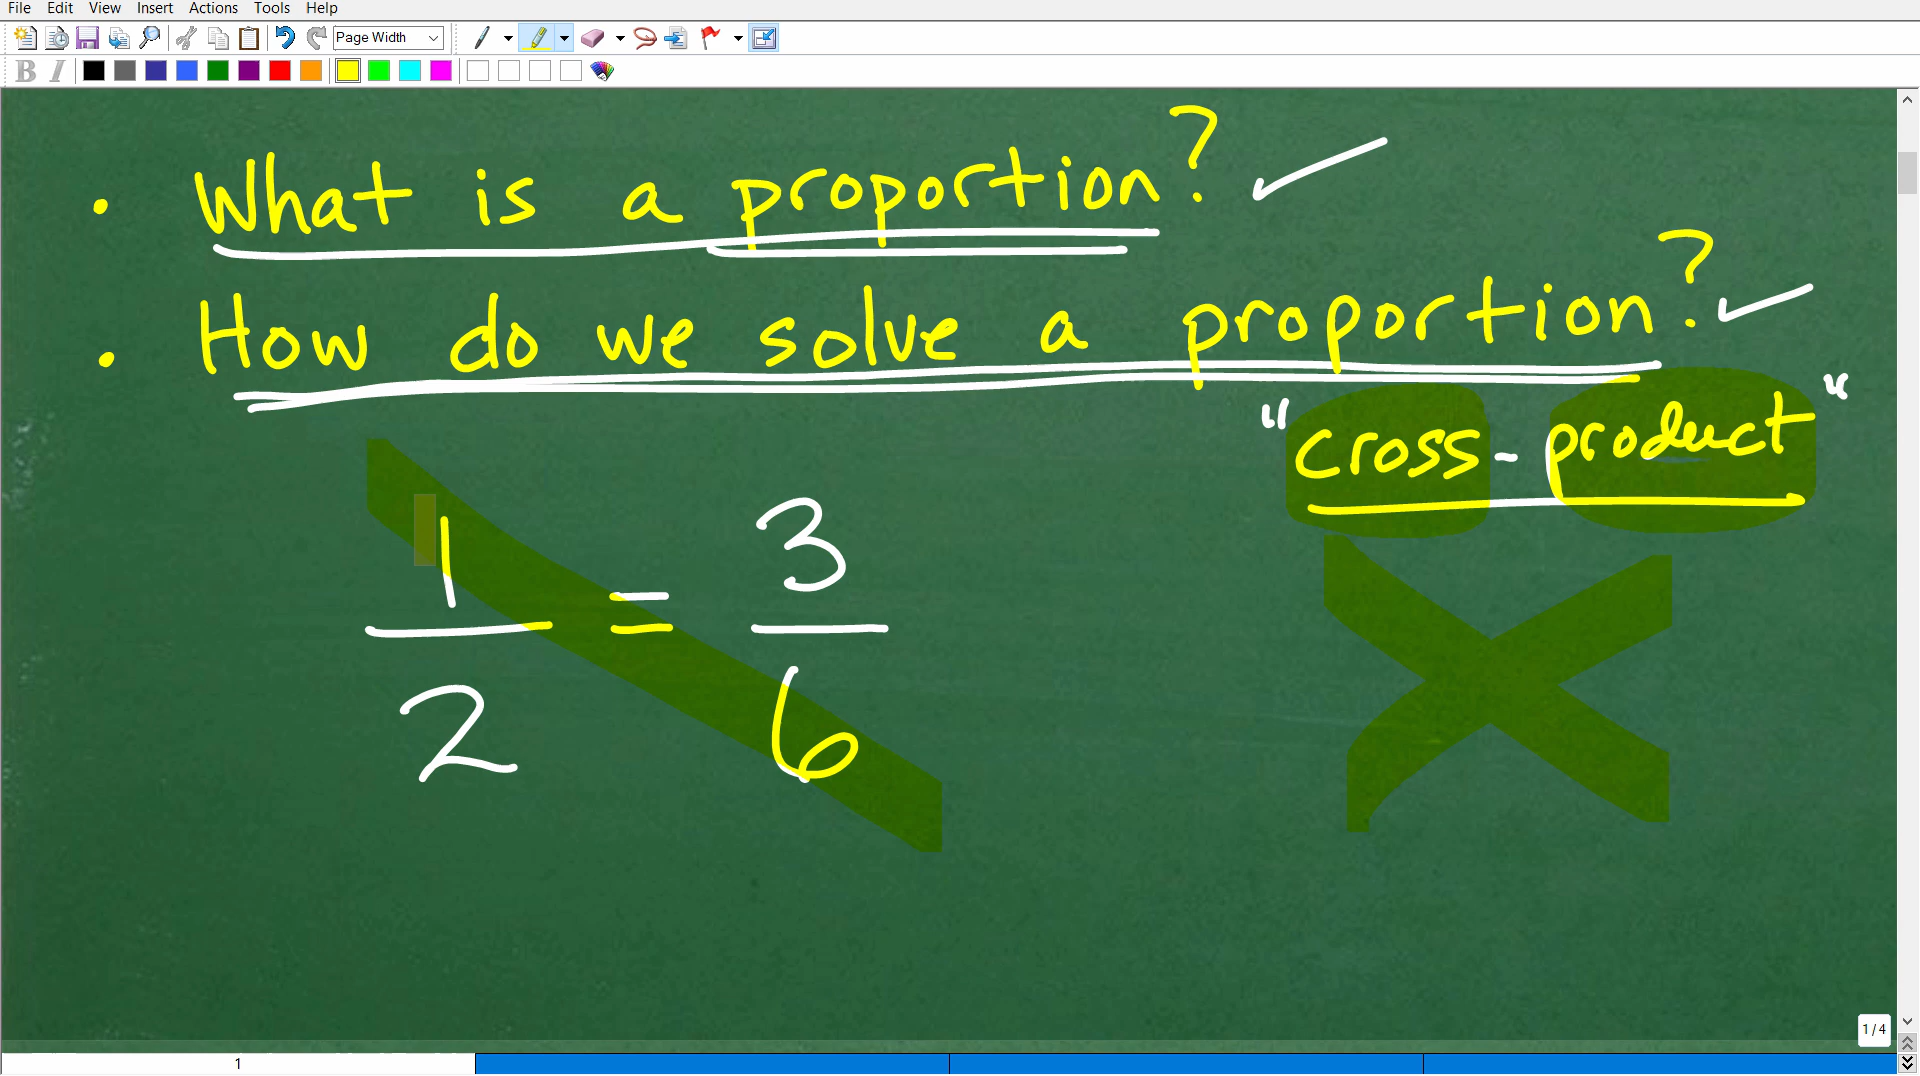 File Edit View Insert Actions Tools Help
Page Width
B I
• What is a proportion?
• How do we solve a proportion?
"cross-product"
1 = 3
2 6
1/4
1